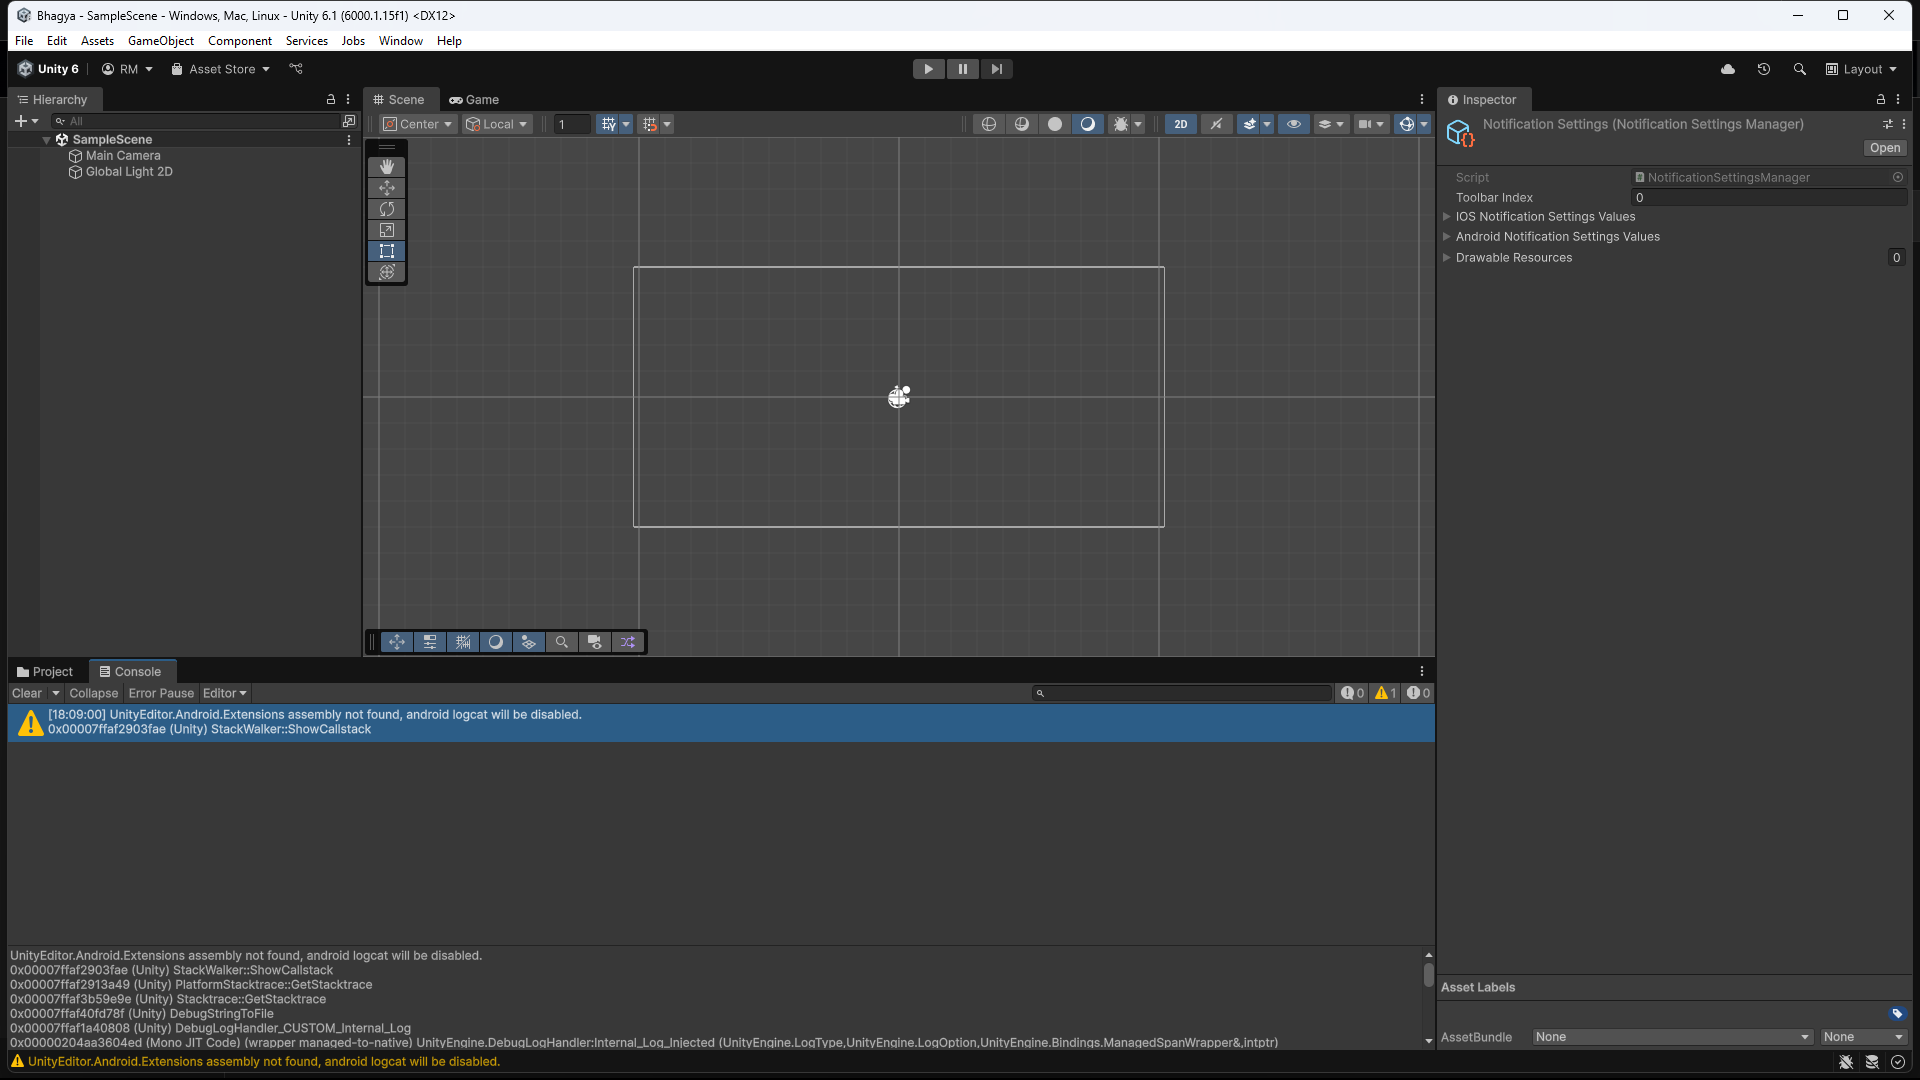 Bhagya - SampleScene - Windows, Mac, Linux - Unity 6.1 (6000.1.15f1) <DX12>
File Edit Assets GameObject Component Services Jobs Window Help
Unity 6 RM Asset Store Layout
Hierarchy
All
SampleScene
Main Camera
Global Light 2D
Scene Game
Center Local 1 2D
Inspector
Notification Settings (Notification Settings Manager)
Open
Script NotificationSettingsManager
Toolbar Index 0
IOS Notification Settings Values
Android Notification Settings Values
Drawable Resources 0
Project Console
Clear Collapse Error Pause Editor 0 1 0
[18:09:00] UnityEditor.Android.Extensions assembly not found, android logcat will be disabled.
0x00007ffaf2903fae (Unity) StackWalker::ShowCallstack
UnityEditor.Android.Extensions assembly not found, android logcat will be disabled.
0x00007ffaf2903fae (Unity) StackWalker::ShowCallstack
0x00007ffaf2913a49 (Unity) PlatformStacktrace::GetStacktrace
0x00007ffaf3b59e9e (Unity) Stacktrace::GetStacktrace
0x00007ffaf40fd78f (Unity) DebugStringToFile
0x00007ffaf1a40808 (Unity) DebugLogHandler_CUSTOM_Internal_Log
0x00000204aa3604ed (Mono JIT Code) (wrapper managed-to-native) UnityEngine.DebugLogHandler:Internal_Log_Injected (UnityEngine.LogType,UnityEngine.LogOption,UnityEngine.Bindings.ManagedSpanWrapper&,intptr)
Asset Labels
AssetBundle None None
UnityEditor.Android.Extensions assembly not found, android logcat will be disabled.